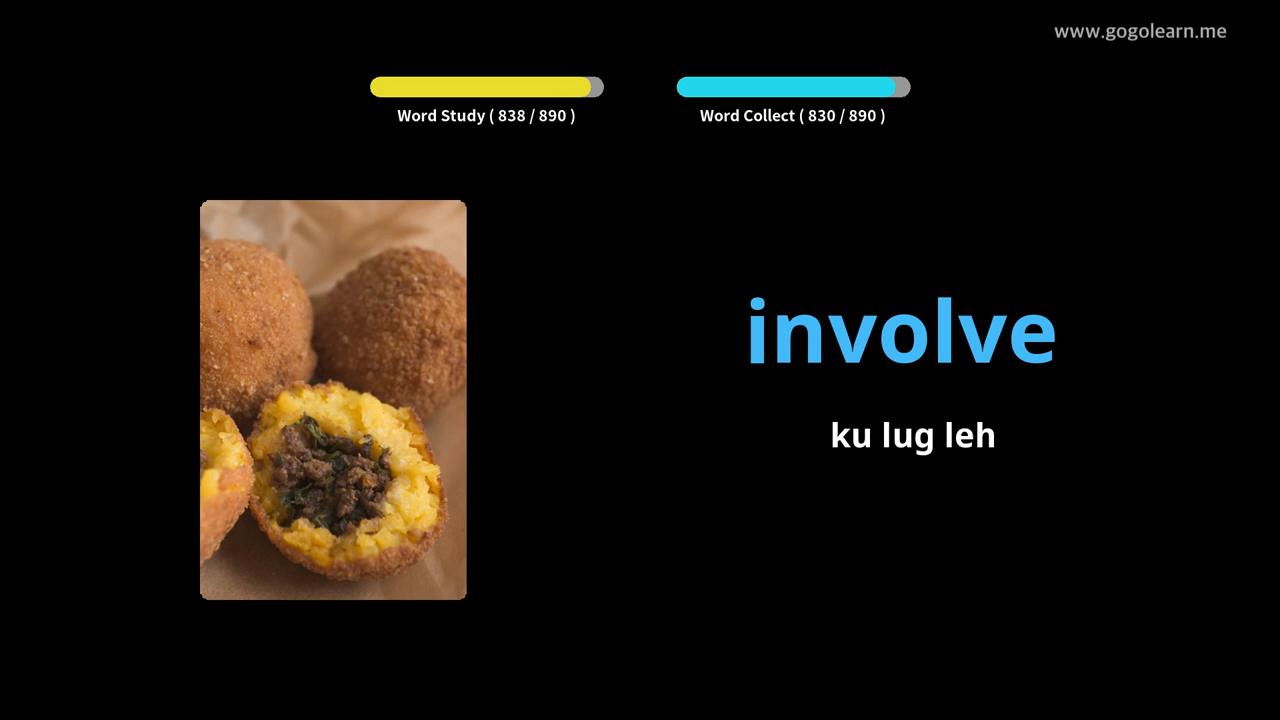 www.gogolearn.me
Word Study ( 838 / 890 )
Word Collect ( 830 / 890 )
involve
ku lug leh